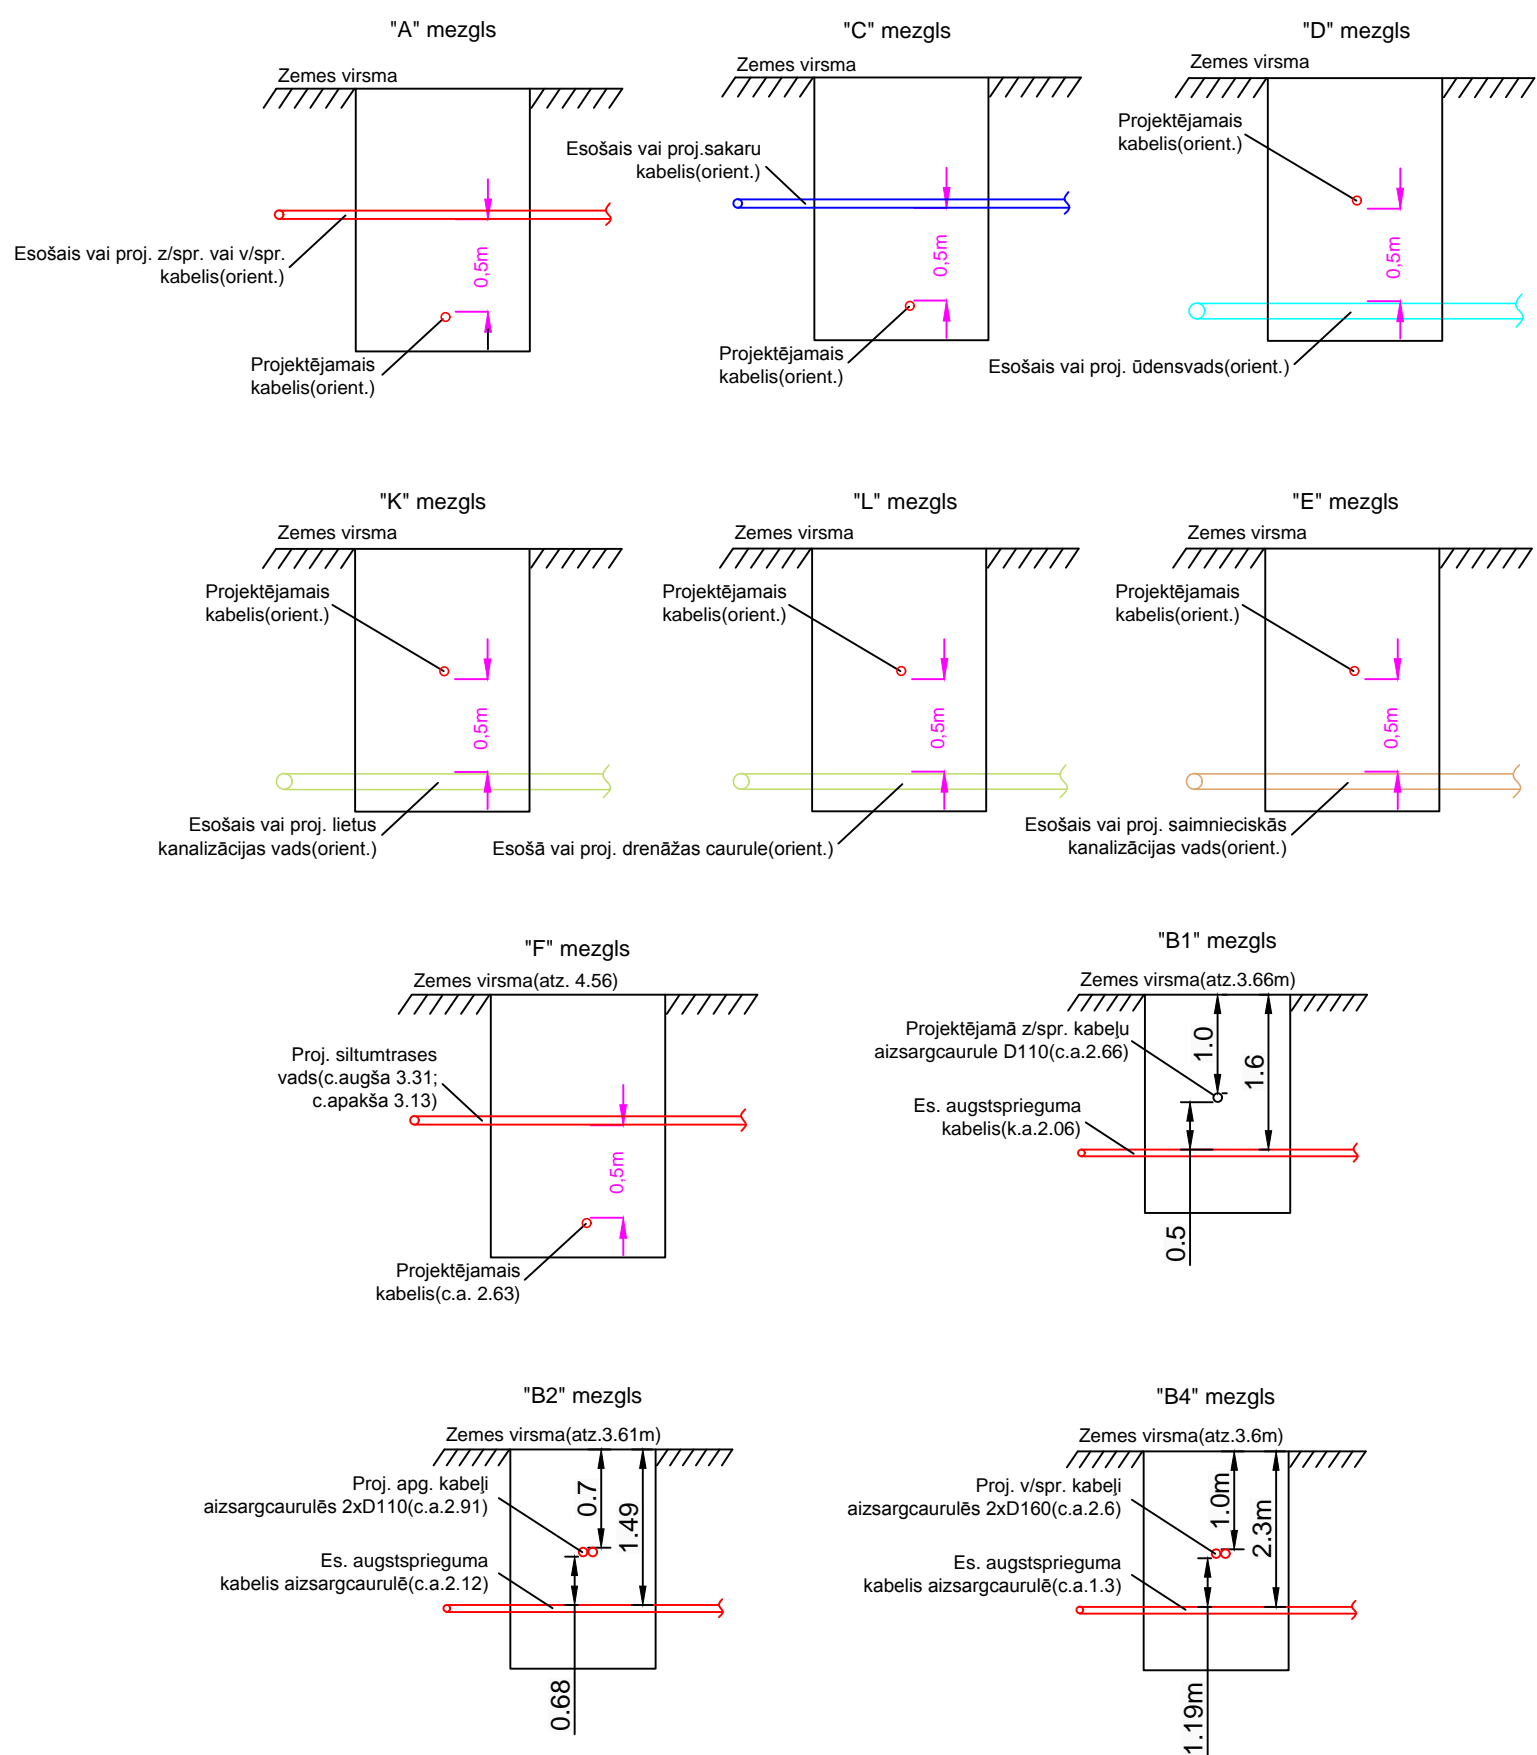 "A" mezgls
Zemes virsma
Esošais vai proj. z/spr. vai v/spr.
kabelis(orient.)
0,5m
Projektējamais
kabelis(orient.)
"C" mezgls
Zemes virsma
Esošais vai proj.sakaru
kabelis(orient.)
0,5m
Projektējamais
kabelis(orient.)
"D" mezgls
Zemes virsma
Projektējamais
kabelis(orient.)
0,5m
Esošais vai proj. ūdensvads(orient.)
"K" mezgls
Zemes virsma
Projektējamais
kabelis(orient.)
0,5m
Esošais vai proj. lietus
kanalizācijas vads(orient.)
"L" mezgls
Zemes virsma
Projektējamais
kabelis(orient.)
0,5m
Esošā vai proj. drenāžas caurule(orient.)
"E" mezgls
Zemes virsma
Projektējamais
kabelis(orient.)
0,5m
Esošais vai proj. saimnieciskās
kanalizācijas vads(orient.)
"F" mezgls
Zemes virsma(atz. 4.56)
Proj. siltumtrases
vads(c.augša 3.31;
c.apakša 3.13)
0,5m
Projektējamais
kabelis(c.a. 2.63)
"B1" mezgls
Zemes virsma(atz.3.66m)
Projektējamā z/spr. kabeļu
aizsargcaurule D110(c.a.2.66)
1.0
1.6
Es. augstsprieguma
kabelis(k.a.2.06)
0.5
"B2" mezgls
Zemes virsma(atz.3.61m)
Proj. apg. kabeļi
aizsargcaurulēs 2xD110(c.a.2.91)
0.7
1.49
Es. augstsprieguma
kabelis aizsargcaurulē(c.a.2.12)
0.68
"B4" mezgls
Zemes virsma(atz.3.6m)
Proj. v/spr. kabeļi
aizsargcaurulēs 2xD160(c.a.2.6)
1.0m
2.3m
Es. augstsprieguma
kabelis aizsargcaurulē(c.a.1.3)
1.19m